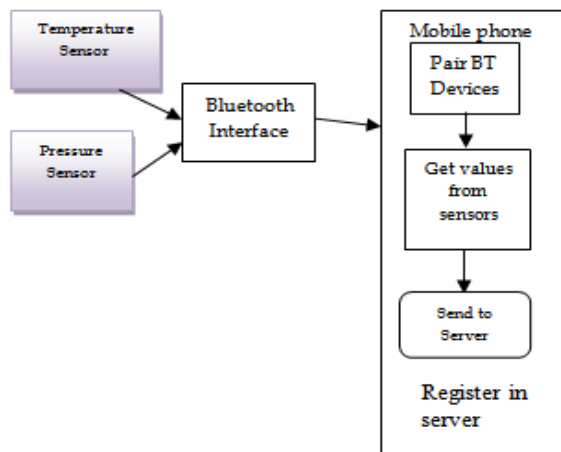 Temperature
Sensor
Pressure
Sensor
Bluetooth
Interface
Mobile phone
Pair BT
Devices
Get values
from
sensors
Send to
Server
Register in
server